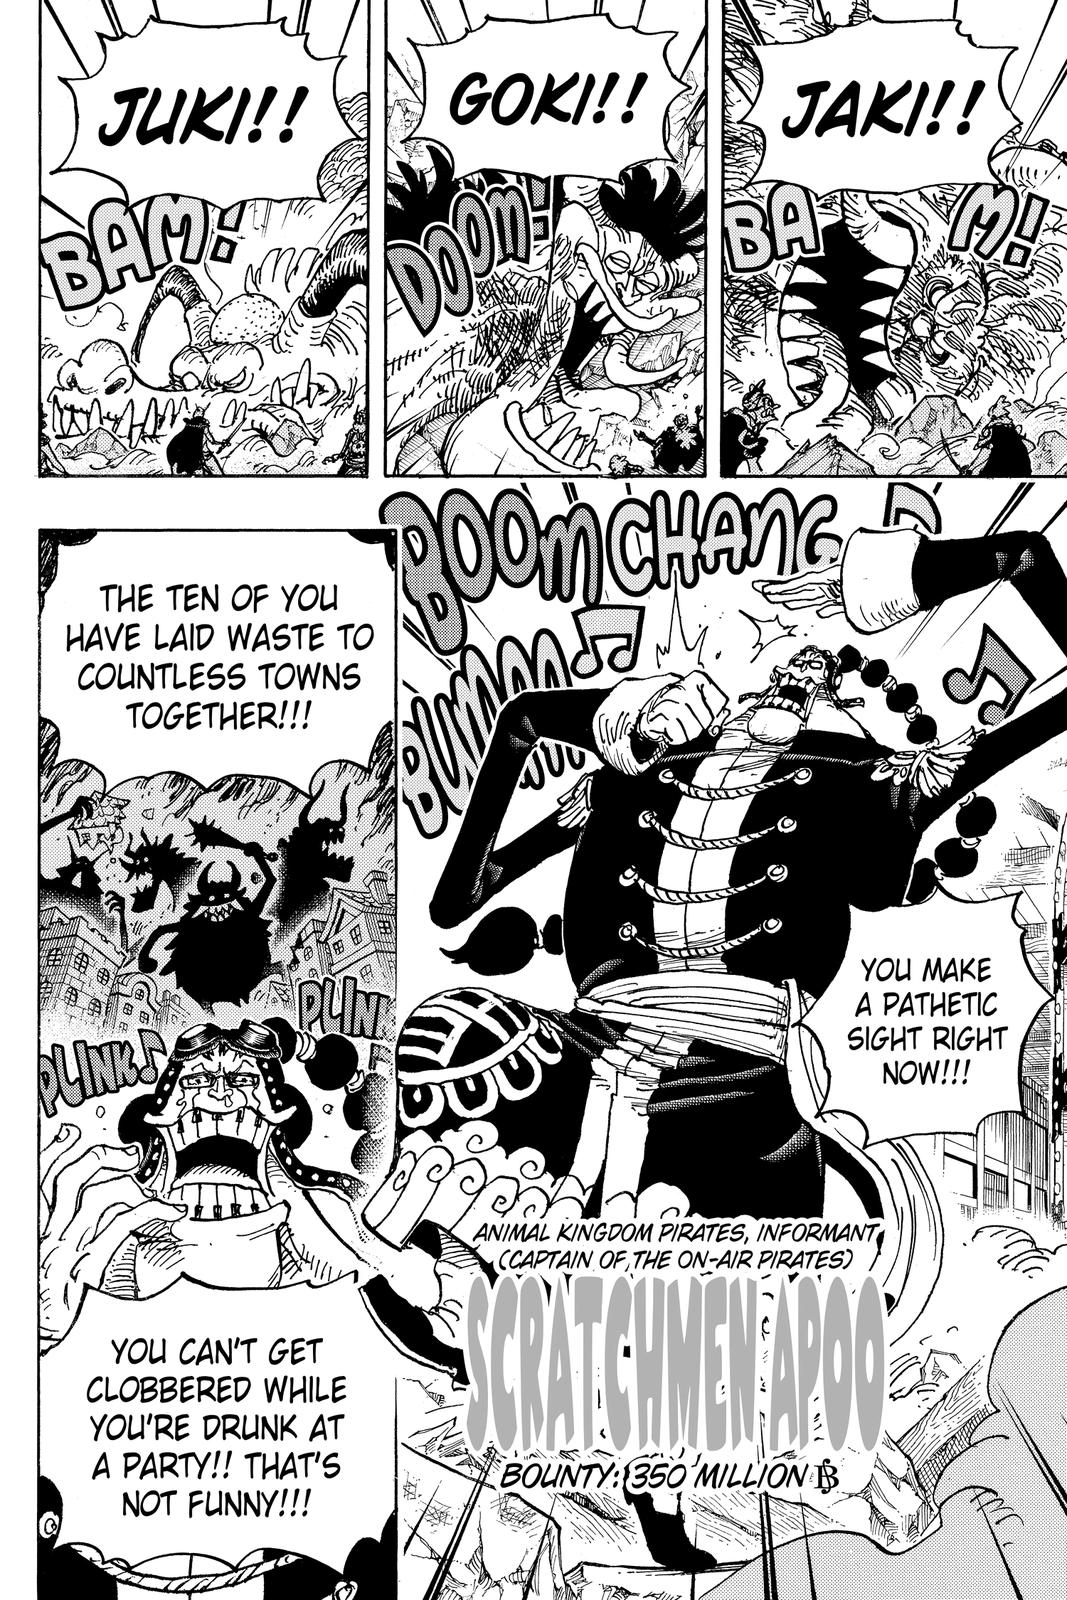 JAKI!!
BAM!
GOKI!!
DOOM!
JUKI!!
BAM!
BOOM CHANG
THE TEN OF YOU
HAVE LAID WASTE TO
COUNTLESS TOWNS
TOGETHER!!!
PLINK
PLINK
YOU CAN'T GET
CLOBBERED WHILE
YOU'RE DRUNK AT
A PARTY!! THAT'S
NOT FUNNY!!!
YOU MAKE
A PATHETIC
SIGHT RIGHT
NOW!!!
ANIMAL KINGDOM PIRATES, INFORMANT
(CAPTAIN OF THE ON-AIR PIRATES)
SCRATCHMEN APOO
BOUNTY: 350 MILLION